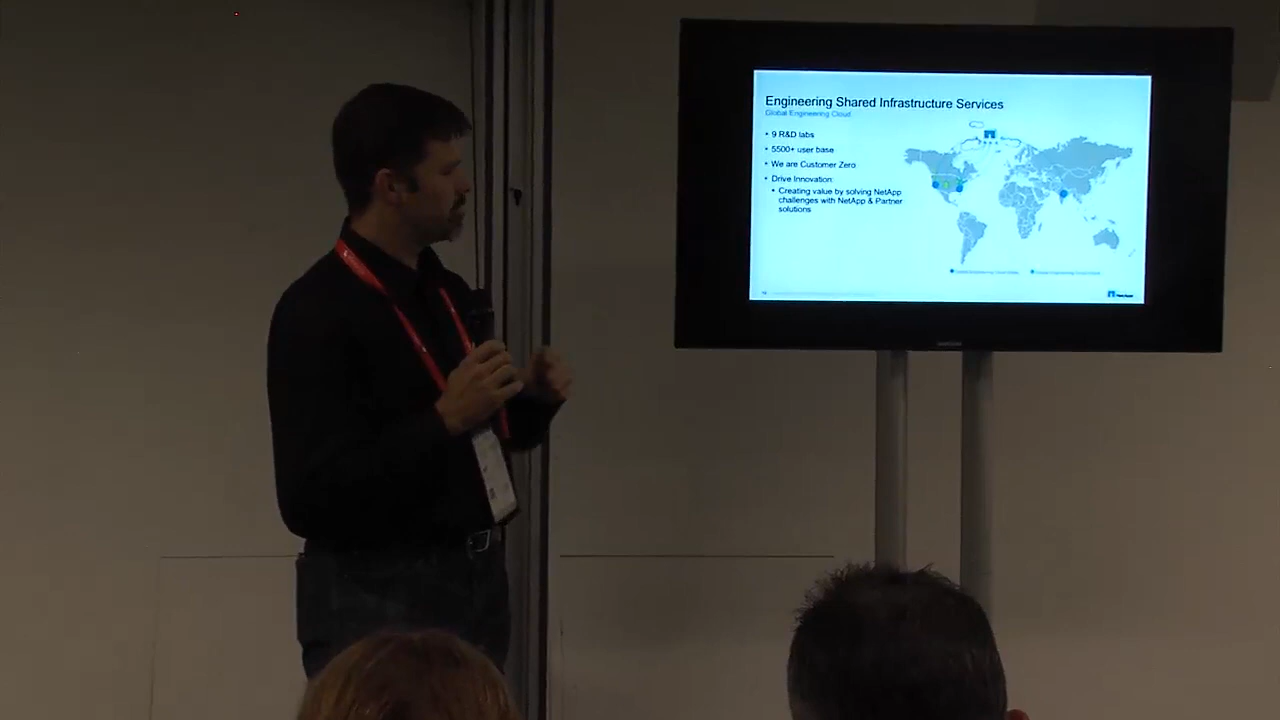 Engineering Shared Infrastructure Services
Global Engineering Cloud
• 9 R&D labs
• 5500+ user base
• We are Customer Zero
• Drive Innovation:
• Creating value by solving NetApp
challenges with NetApp & Partner
solutions
NetApp